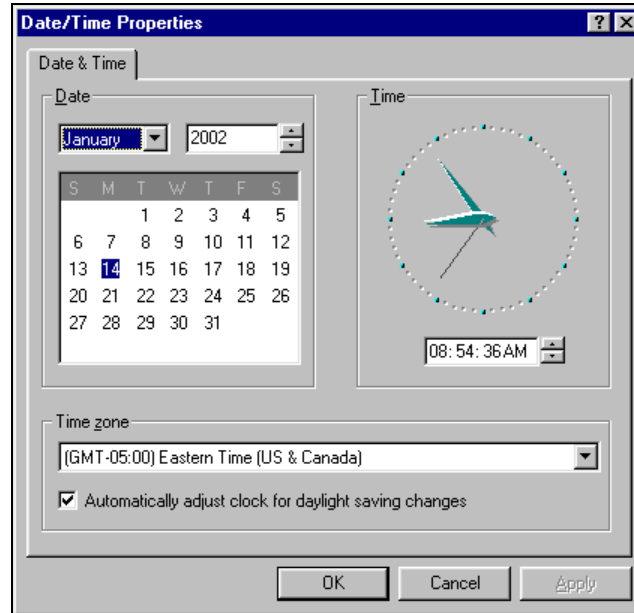 Date/Time Properties
Date & Time
Date
January 2002
S M T W T F S
1 2 3 4 5
6 7 8 9 10 11 12
13 14 15 16 17 18 19
20 21 22 23 24 25 26
27 28 29 30 31
Time
08:54:36AM
Time zone
(GMT-05:00) Eastern Time (US & Canada)
Automatically adjust clock for daylight saving changes
OK Cancel Apply